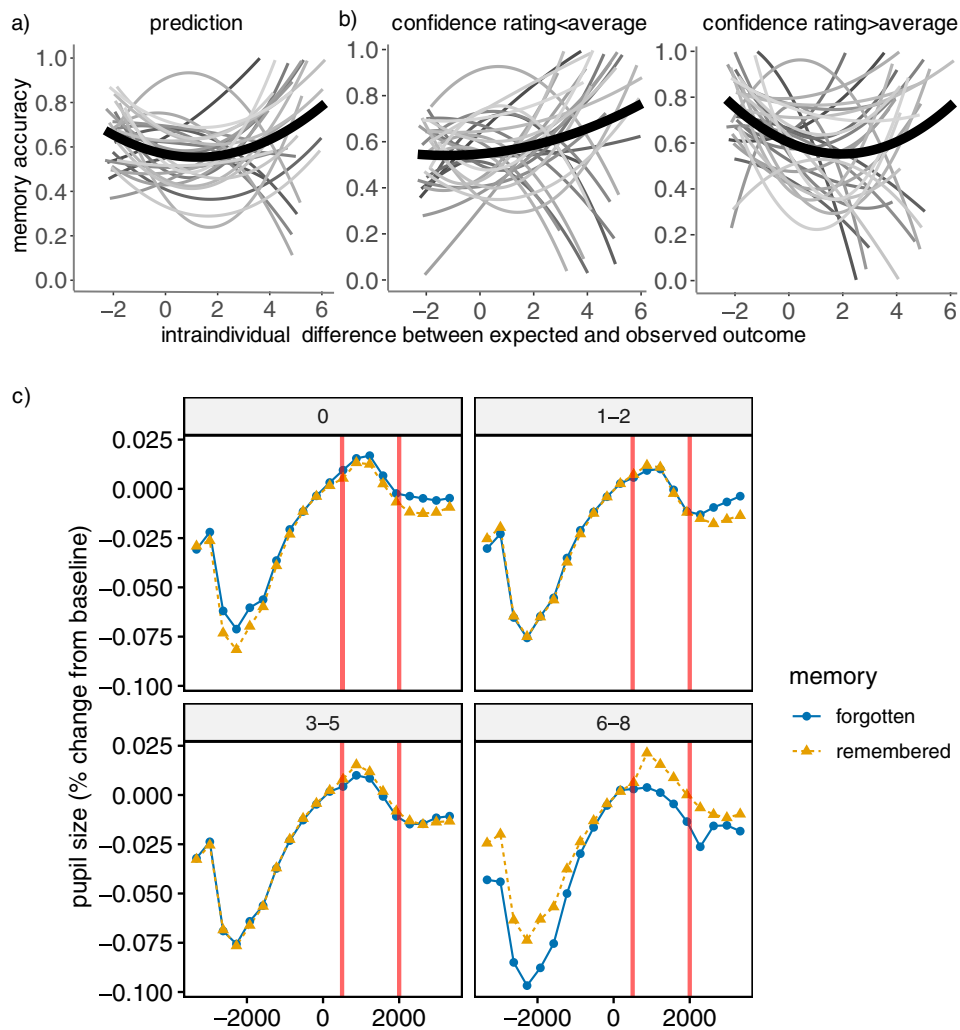 a)
prediction
b)
confidence rating<average
confidence rating>average
memory accuracy
1.0
0.8
0.6
0.4
0.2
0.0
−2 0 2 4 6
1.0
0.8
0.6
0.4
0.2
0.0
−2 0 2 4 6
1.0
0.8
0.6
0.4
0.2
0.0
−2 0 2 4 6
intraindividual difference between expected and observed outcome
c)
pupil size (% change from baseline)
0
1−2
0.025
0.000
−0.025
−0.050
−0.075
−0.100
3−5
6−8
0.025
0.000
−0.025
−0.050
−0.075
−0.100
−2000 0 2000
−2000 0 2000
memory
forgotten
remembered